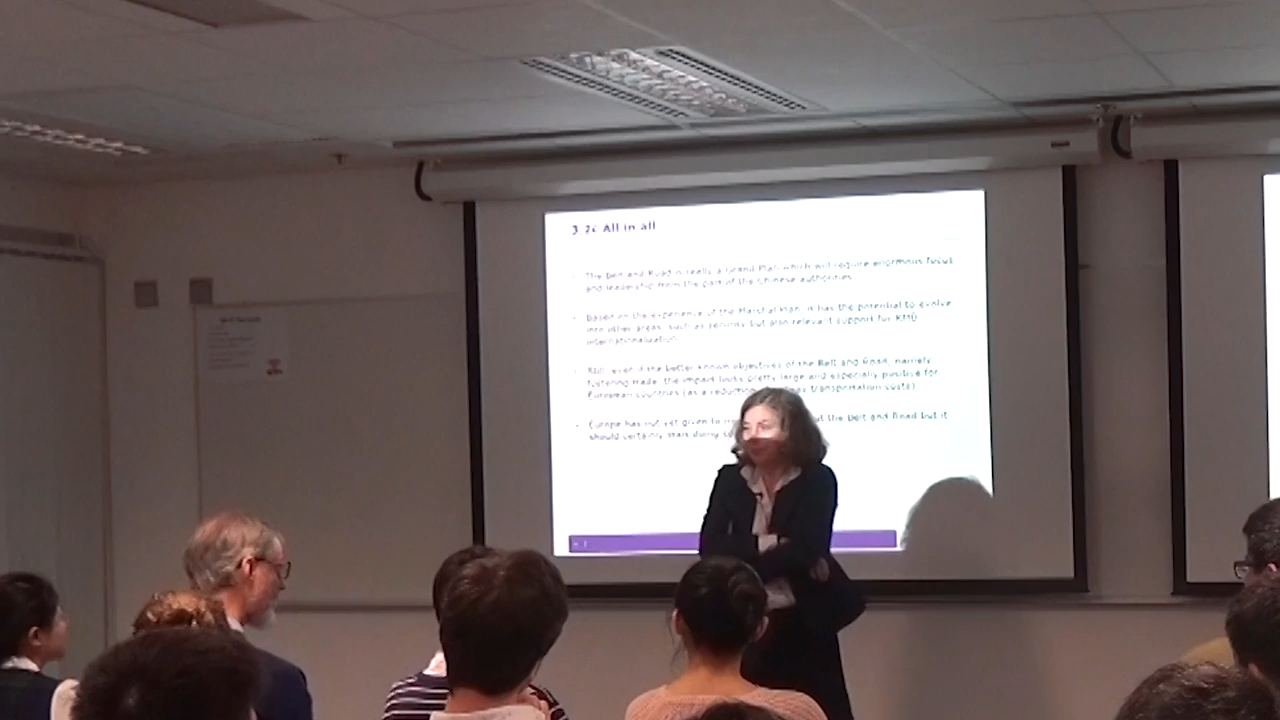 3.2c All in all
The Belt and Road is really a Grand Plan which will require enormous focus
and leadership from the part of the Chinese authorities
Based on the experience of the Marshal Plan, it has the potential to evolve
into other areas, such as security but also relevant support for RMB
internationalization
Still, even if the better known objectives of the Belt and Road, namely
fostering trade, the impact looks pretty large and especially positive for
European countries (as a reduction transportation costs)
Europe has not yet given to the Belt and Road but it
should certainly start doing